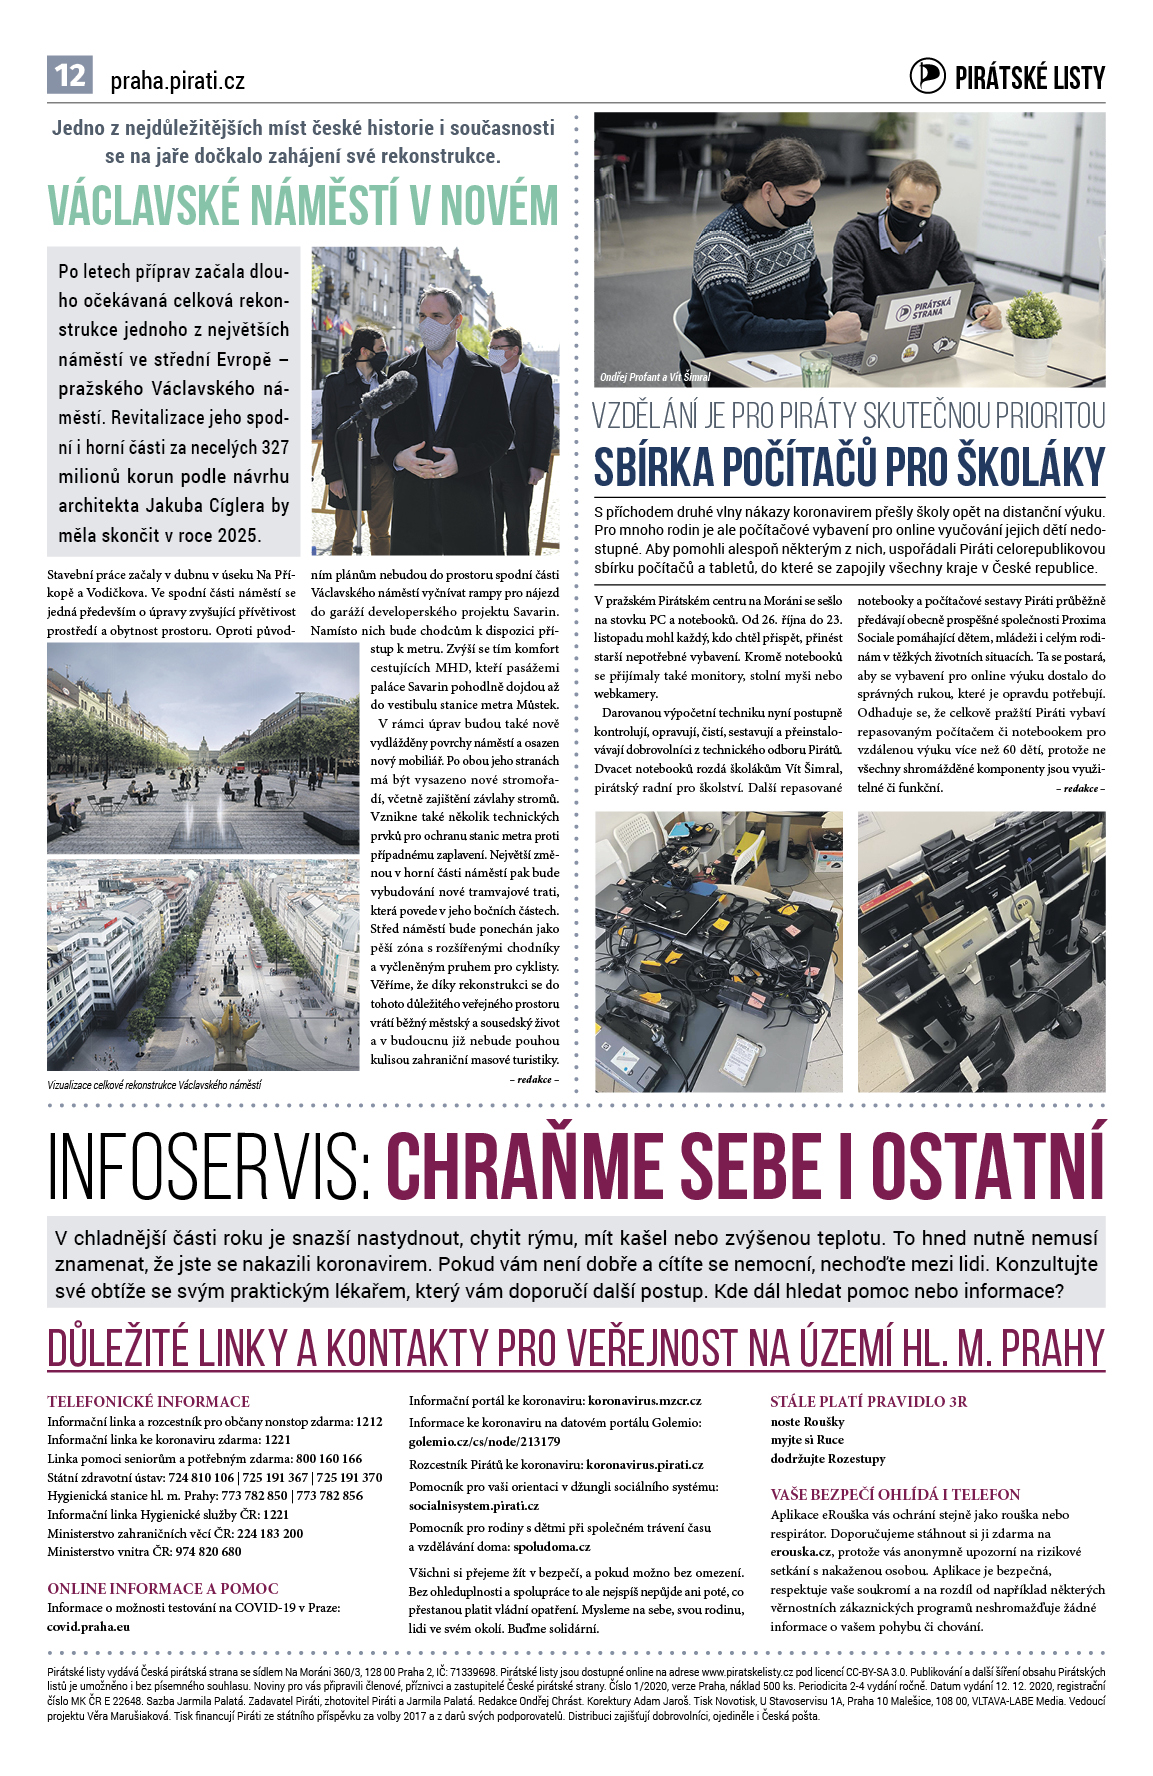 12 praha.pirati.cz
PIRÁTSKÉ LISTY
Jedno z nejdůležitějších míst české historie i současnosti
se na jaře dočkalo zahájení své rekonstrukce.
VÁCLAVSKÉ NÁMĚSTÍ V NOVÉM
Po letech příprav začala dlou-
ho očekávaná celková rekon-
strukce jednoho z největších
náměstí ve střední Evropě –
pražského Václavského ná-
městí. Revitalizace jeho spod-
ní i horní části za necelých 327
milionů korun podle návrhu
architekta Jakuba Cíglera by
měla skončit v roce 2025.
Stavební práce začaly v dubnu v úseku Na Pří-
kopě a Vodičkova. Ve spodní části náměstí se
jedná především o úpravy zvyšující přívětivost
prostředí a obytnost prostoru. Oproti původ-
ním plánům nebudou do prostoru spodní části
Václavského náměstí vyčnívat rampy pro nájezd
do garáží developerského projektu Savarin.
Namísto nich bude chodcům k dispozici pří-
stup k metru. Zvýší se tím komfort
cestujících MHD, kteří pasážemi
paláce Savarin pohodlně dojdou až
do vestibulu stanice metra Můstek.
V rámci úprav budou také nově
vydlážděny povrchy náměstí a osazen
nový mobiliář. Po obou jeho stranách
má být vysazeno nové stromořa-
dí, včetně zajištění závlahy stromů.
Vznikne také několik technických
prvků pro ochranu stanic metra proti
případnému zaplavení. Největší změ-
nou v horní části náměstí pak bude
vybudování nové tramvajové trati,
která povede v jeho bočních částech.
Střed náměstí bude ponechán jako
pěší zóna s rozšířenými chodníky
a vyčleněným pruhem pro cyklisty.
Věříme, že díky rekonstrukci se do
tohoto důležitého veřejného prostoru
vrátí běžný městský a sousedský život
a v budoucnu již nebude pouhou
kulisou zahraniční masové turistiky.
– redakce –
Vizualizace celkové rekonstrukce Václavského náměstí
PIRÁTSKÁ
STRANA
Ondřej Profant a Vít Šimral
VZDĚLÁNÍ JE PRO PIRÁTY SKUTEČNOU PRIORITOU
SBÍRKA POČÍTAČŮ PRO ŠKOLÁKY
S příchodem druhé vlny nákazy koronavirem přešly školy opět na distanční výuku.
Pro mnoho rodin je ale počítačové vybavení pro online vyučování jejich dětí nedo-
stupné. Aby pomohli alespoň některým z nich, uspořádali Piráti celorepublikovou
sbírku počítačů a tabletů, do které se zapojily všechny kraje v České republice.
V pražském Pirátském centru na Moráni se sešlo
na stovku PC a notebooků. Od 26. října do 23.
listopadu mohl každý, kdo chtěl přispět, přinést
starší nepotřebné vybavení. Kromě notebooků
se přijímaly také monitory, stolní myši nebo
webkamery.
Darovanou výpočetní techniku nyní postupně
kontrolují, opravují, čistí, sestavují a přeinstalo-
vávají dobrovolníci z technického odboru Pirátů.
Dvacet notebooků rozdá školákům Vít Šimral,
pirátský radní pro školství. Další repasované
notebooky a počítačové sestavy Piráti průběžně
předávají obecně prospěšné společnosti Proxima
Sociale pomáhající dětem, mládeži i celým rodi-
nám v těžkých životních situacích. Ta se postará,
aby se vybavení pro online výuku dostalo do
správných rukou, které je opravdu potřebují.
Odhaduje se, že celkově pražští Piráti vybaví
repasovaným počítačem či notebookem pro
vzdálenou výuku více než 60 dětí, protože ne
všechny shromážděné komponenty jsou využi-
telné či funkční. – redakce –
INFOSERVIS: CHRAŇME SEBE I OSTATNÍ
V chladnější části roku je snazší nastydnout, chytit rýmu, mít kašel nebo zvýšenou teplotu. To hned nutně nemusí
znamenat, že jste se nakazili koronavirem. Pokud vám není dobře a cítíte se nemocní, nechoďte mezi lidi. Konzultujte
své obtíže se svým praktickým lékařem, který vám doporučí další postup. Kde dál hledat pomoc nebo informace?
DŮLEŽITÉ LINKY A KONTAKTY PRO VEŘEJNOST NA ÚZEMÍ HL. M. PRAHY
TELEFONICKÉ INFORMACE
Informační linka a rozcestník pro občany nonstop zdarma: 1212
Informační linka ke koronaviru zdarma: 1221
Linka pomoci seniorům a potřebným zdarma: 800 160 166
Státní zdravotní ústav: 724 810 106 | 725 191 367 | 725 191 370
Hygienická stanice hl. m. Prahy: 773 782 850 | 773 782 856
Informační linka Hygienické služby ČR: 1221
Ministerstvo zahraničních věcí ČR: 224 183 200
Ministerstvo vnitra ČR: 974 820 680
ONLINE INFORMACE A POMOC
Informace o možnosti testování na COVID-19 v Praze:
covid.praha.eu
Informační portál ke koronaviru: koronavirus.mzcr.cz
Informace ke koronaviru na datovém portálu Golemio:
golemio.cz/cs/node/213179
Rozcestník Pirátů ke koronaviru: koronavirus.pirati.cz
Pomocník pro vaši orientaci v džungli sociálního systému:
socialnisystem.pirati.cz
Pomocník pro rodiny s dětmi při společném trávení času
a vzdělávání doma: spoludoma.cz
Všichni si přejeme žít v bezpečí, a pokud možno bez omezení.
Bez ohleduplnosti a spolupráce to ale nejspíš nepůjde ani poté, co
přestanou platit vládní opatření. Mysleme na sebe, svou rodinu,
lidi ve svém okolí. Buďme solidární.
STÁLE PLATÍ PRAVIDLO 3R
noste Roušky
myjte si Ruce
dodržujte Rozestupy
VAŠE BEZPEČÍ OHLÍDÁ I TELEFON
Aplikace eRouška vás ochrání stejně jako rouška nebo
respirátor. Doporučujeme stáhnout si ji zdarma na
erouska.cz, protože vás anonymně upozorní na rizikové
setkání s nakaženou osobou. Aplikace je bezpečná,
respektuje vaše soukromí a na rozdíl od například některých
věrnostních zákaznických programů neshromažďuje žádné
informace o vašem pohybu či chování.
Pirátské listy vydává Česká pirátská strana se sídlem Na Moráni 360/3, 128 00 Praha 2, IČ: 71339698. Pirátské listy jsou dostupné online na adrese www.piratskelisty.cz pod licencí CC-BY-SA 3.0. Publikování a další šíření obsahu Pirátských
listů je umožněno i bez písemného souhlasu. Noviny pro vás připravili členové, příznivci a zastupitelé České pirátské strany. Číslo 1/2020, verze Praha, náklad 500 ks. Periodicita 2-4 vydání ročně. Datum vydání 12. 12. 2020, registrační
číslo MK ČR E 22648. Sazba Jarmila Palatá. Zadavatel Piráti, zhotovitel Piráti a Jarmila Palatá. Redakce Ondřej Chrást. Korektury Adam Jaroš. Tisk Novotisk, U Stavoservisu 1A, Praha 10 Malešice, 108 00, VLTAVA-LABE Media. Vedoucí
projektu Věra Marušiaková. Tisk financují Piráti ze státního příspěvku za volby 2017 a z darů svých podporovatelů. Distribuci zajišťují dobrovolníci, ojediněle i Česká pošta.